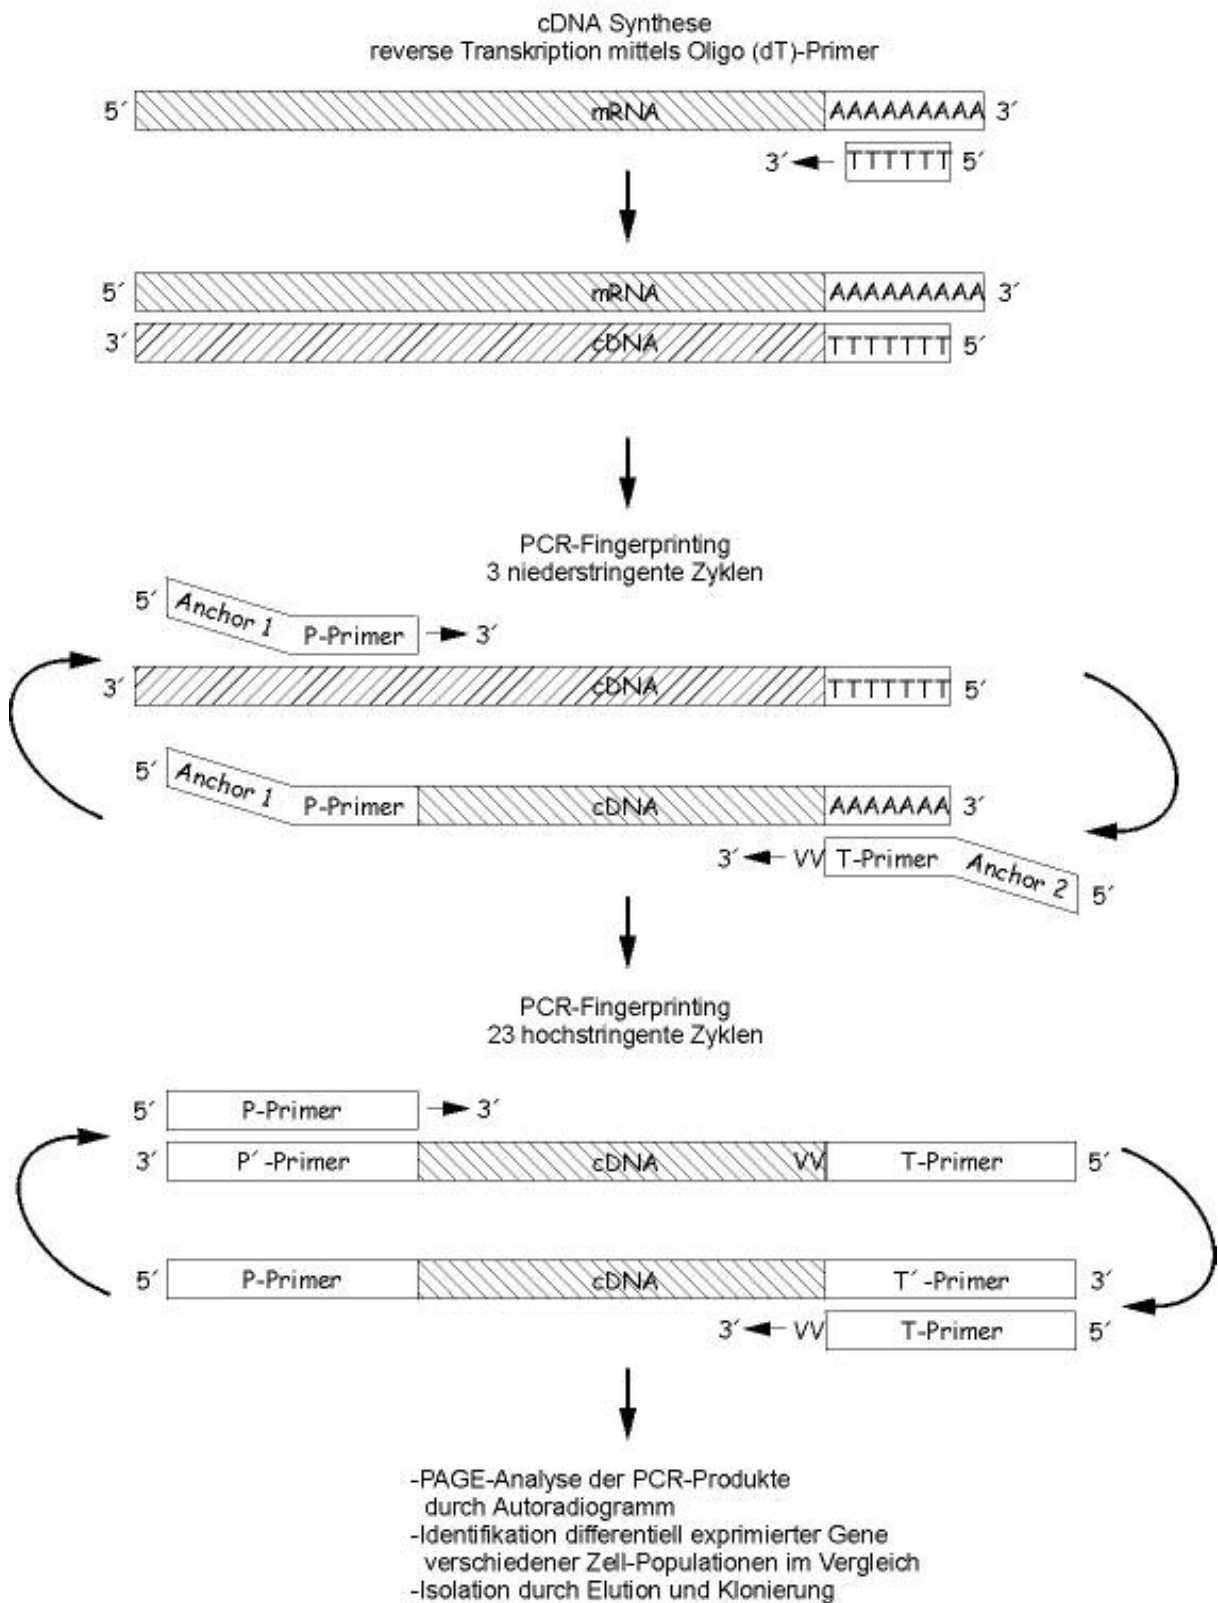 cDNA Synthese
reverse Transkription mittels Oligo (dT)-Primer
5´ mRNA AAAAAAAAA 3´
3´ TTTTTT 5´
5´ mRNA AAAAAAAAA 3´
3´ cDNA TTTTTTT 5´
PCR-Fingerprinting
3 niederstringente Zyklen
5´ Anchor 1 P-Primer 3´
3´ cDNA TTTTTTT 5´
5´ Anchor 1 P-Primer cDNA AAAAAAA 3´
3´ VV T-Primer Anchor 2 5´
PCR-Fingerprinting
23 hochstringente Zyklen
5´ P-Primer 3´
3´ P´-Primer cDNA VV T-Primer 5´
5´ P-Primer cDNA T´-Primer 3´
3´ VV T-Primer 5´
-PAGE-Analyse der PCR-Produkte
durch Autoradiogramm
-Identifikation differentiell exprimierter Gene
verschiedener Zell-Populationen im Vergleich
-Isolation durch Elution und Klonierung